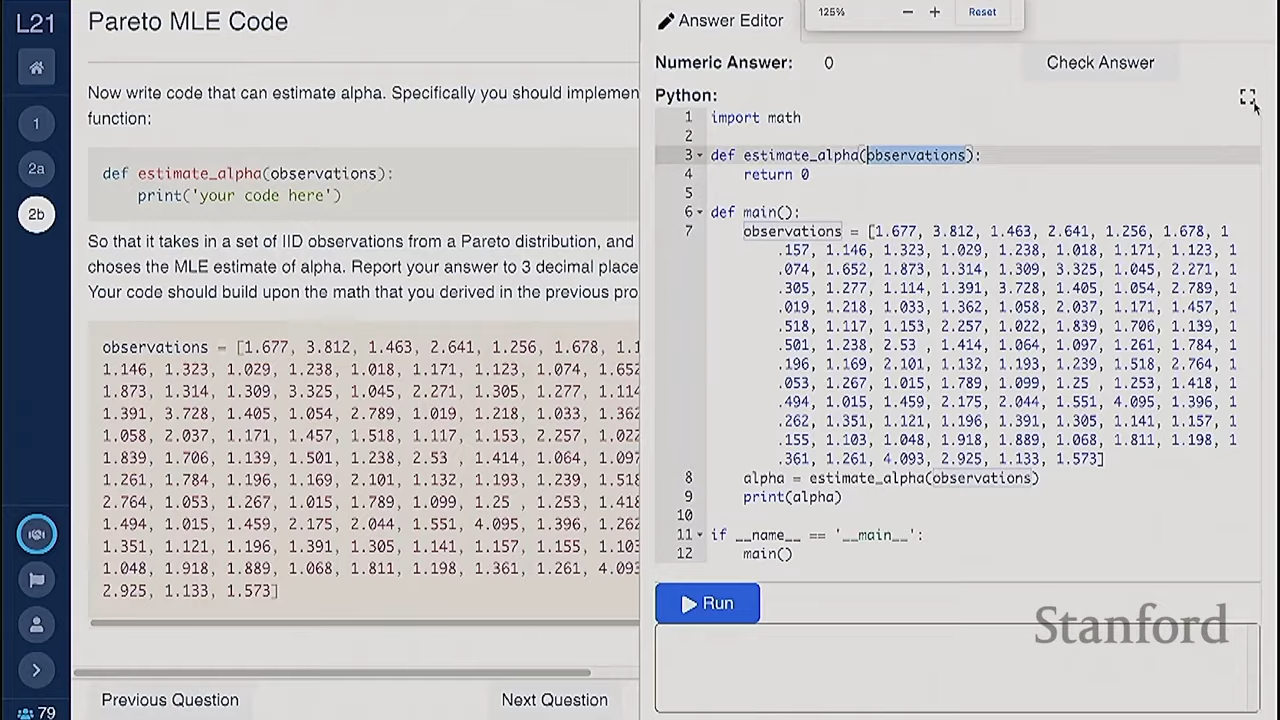 L21
1
2a
2b
79
Pareto MLE Code
Now write code that can estimate alpha. Specifically you should implemen
function:
def estimate_alpha(observations):
print('your code here')
So that it takes in a set of IID observations from a Pareto distribution, and
choses the MLE estimate of alpha. Report your answer to 3 decimal place
Your code should build upon the math that you derived in the previous pro
observations = [1.677, 3.812, 1.463, 2.641, 1.256, 1.678, 1.1
1.146, 1.323, 1.029, 1.238, 1.018, 1.171, 1.123, 1.074, 1.652
1.873, 1.314, 1.309, 3.325, 1.045, 2.271, 1.305, 1.277, 1.114
1.391, 3.728, 1.405, 1.054, 2.789, 1.019, 1.218, 1.033, 1.362
1.058, 2.037, 1.171, 1.457, 1.518, 1.117, 1.153, 2.257, 1.022
1.839, 1.706, 1.139, 1.501, 1.238, 2.53 , 1.414, 1.064, 1.097
1.261, 1.784, 1.196, 1.169, 2.101, 1.132, 1.193, 1.239, 1.518
2.764, 1.053, 1.267, 1.015, 1.789, 1.099, 1.25 , 1.253, 1.418
1.494, 1.015, 1.459, 2.175, 2.044, 1.551, 4.095, 1.396, 1.262
1.351, 1.121, 1.196, 1.391, 1.305, 1.141, 1.157, 1.155, 1.103
1.048, 1.918, 1.889, 1.068, 1.811, 1.198, 1.361, 1.261, 4.093
2.925, 1.133, 1.573]
Previous Question
Next Question
125%
Reset
Answer Editor
Numeric Answer: 0
Check Answer
Python:
1 import math
2
3 def estimate_alpha(observations):
4 return 0
5
6 def main():
7 observations = [1.677, 3.812, 1.463, 2.641, 1.256, 1.678, 1
.157, 1.146, 1.323, 1.029, 1.238, 1.018, 1.171, 1.123, 1
.074, 1.652, 1.873, 1.314, 1.309, 3.325, 1.045, 2.271, 1
.305, 1.277, 1.114, 1.391, 3.728, 1.405, 1.054, 2.789, 1
.019, 1.218, 1.033, 1.362, 1.058, 2.037, 1.171, 1.457, 1
.518, 1.117, 1.153, 2.257, 1.022, 1.839, 1.706, 1.139, 1
.501, 1.238, 2.53 , 1.414, 1.064, 1.097, 1.261, 1.784, 1
.196, 1.169, 2.101, 1.132, 1.193, 1.239, 1.518, 2.764, 1
.053, 1.267, 1.015, 1.789, 1.099, 1.25 , 1.253, 1.418, 1
.494, 1.015, 1.459, 2.175, 2.044, 1.551, 4.095, 1.396, 1
.262, 1.351, 1.121, 1.196, 1.391, 1.305, 1.141, 1.157, 1
.155, 1.103, 1.048, 1.918, 1.889, 1.068, 1.811, 1.198, 1
.361, 1.261, 4.093, 2.925, 1.133, 1.573]
8 alpha = estimate_alpha(observations)
9 print(alpha)
10
11 if __name__ == '__main__':
12 main()
Run
Stanford